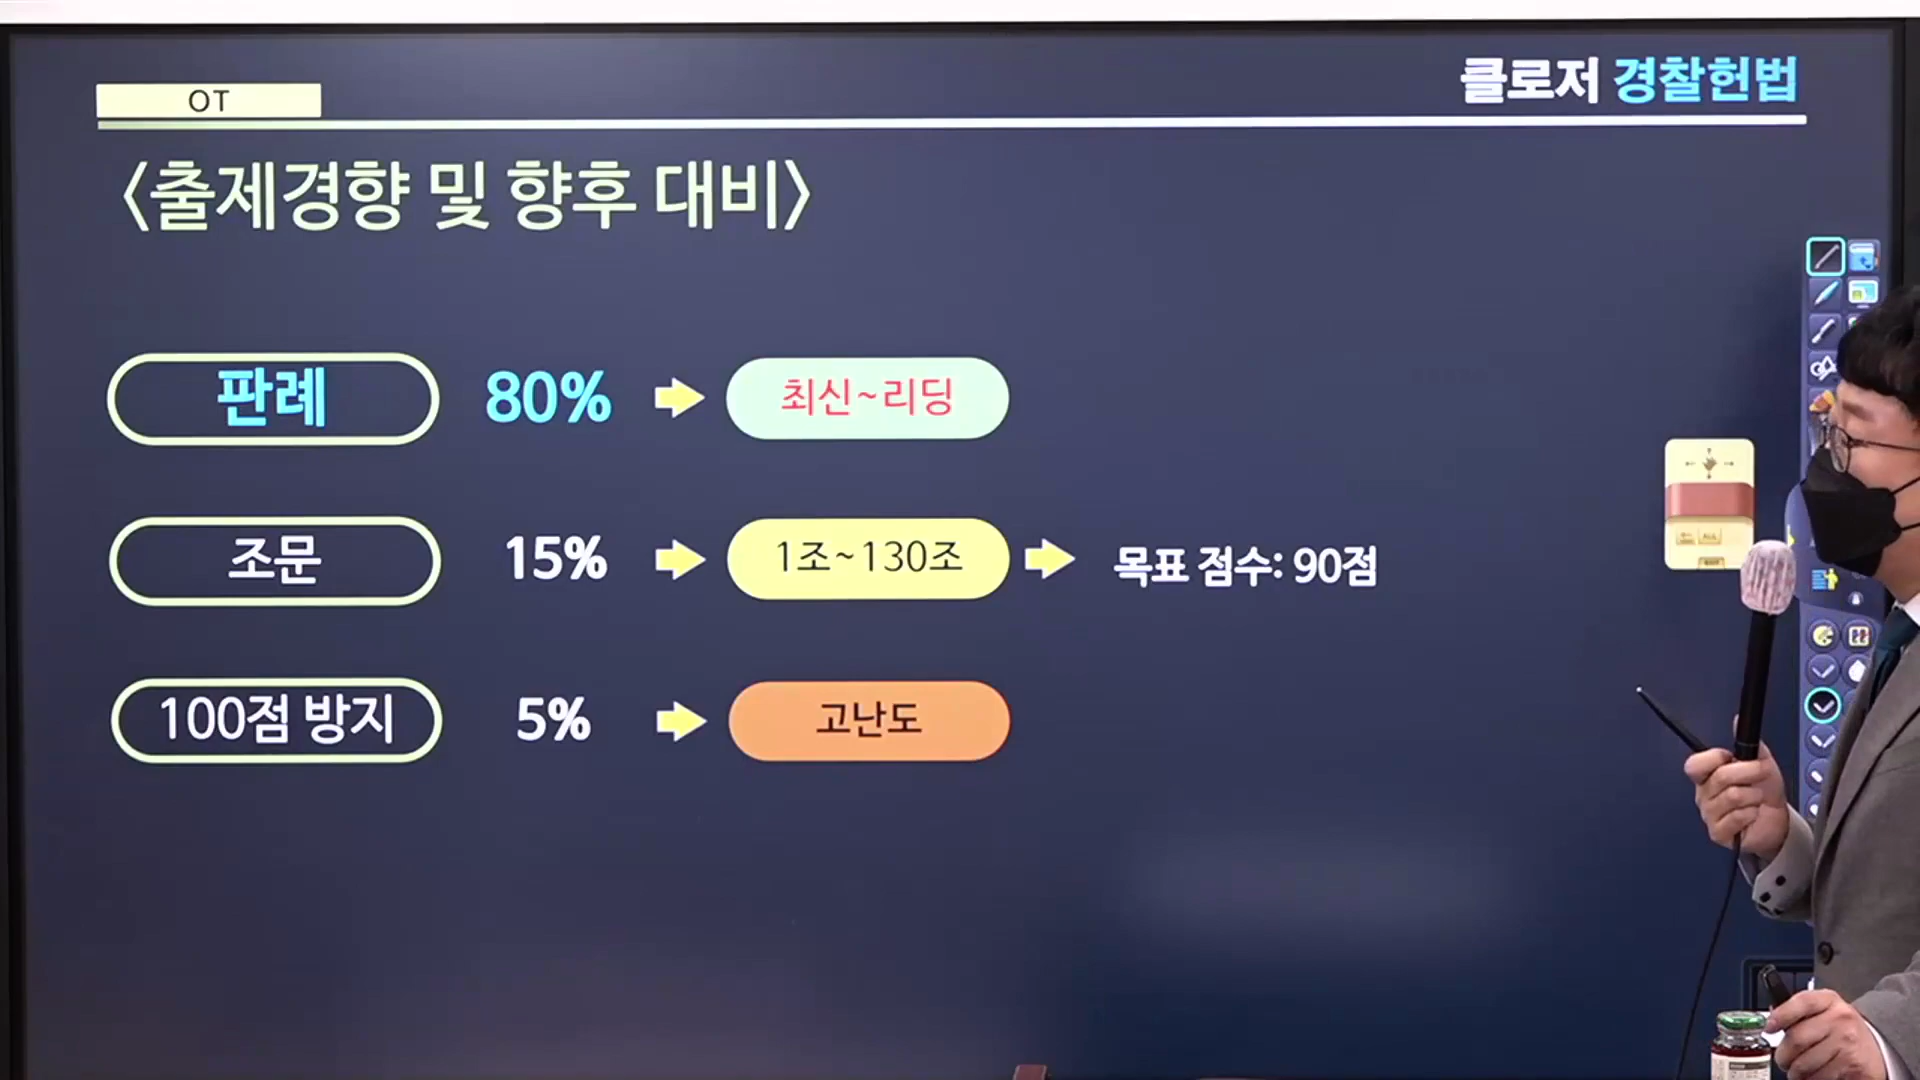 OT
클로저 경찰헌법
<출제경향 및 향후 대비>
판례 80% 최신~리딩
조문 15% 1조~130조 목표 점수: 90점
100점 방지 5% 고난도